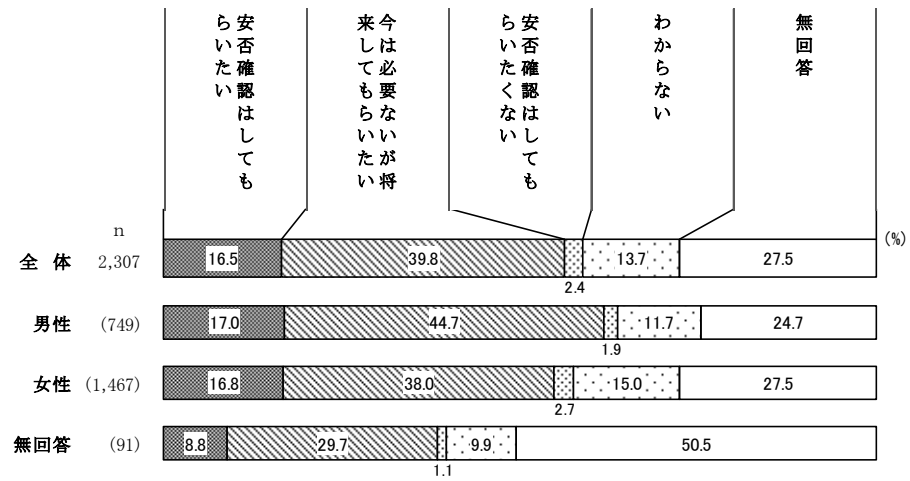 安否確認はしても
らいたい
今は必要ないが将
来してもらいたい
安否確認はしても
らいたくない
わからない
無回答
n
(%)
全 体 2,307 16.5 39.8 2.4 13.7 27.5
男性 (749) 17.0 44.7 1.9 11.7 24.7
女性 (1,467) 16.8 38.0 2.7 15.0 27.5
無回答 (91) 8.8 29.7 1.1 9.9 50.5